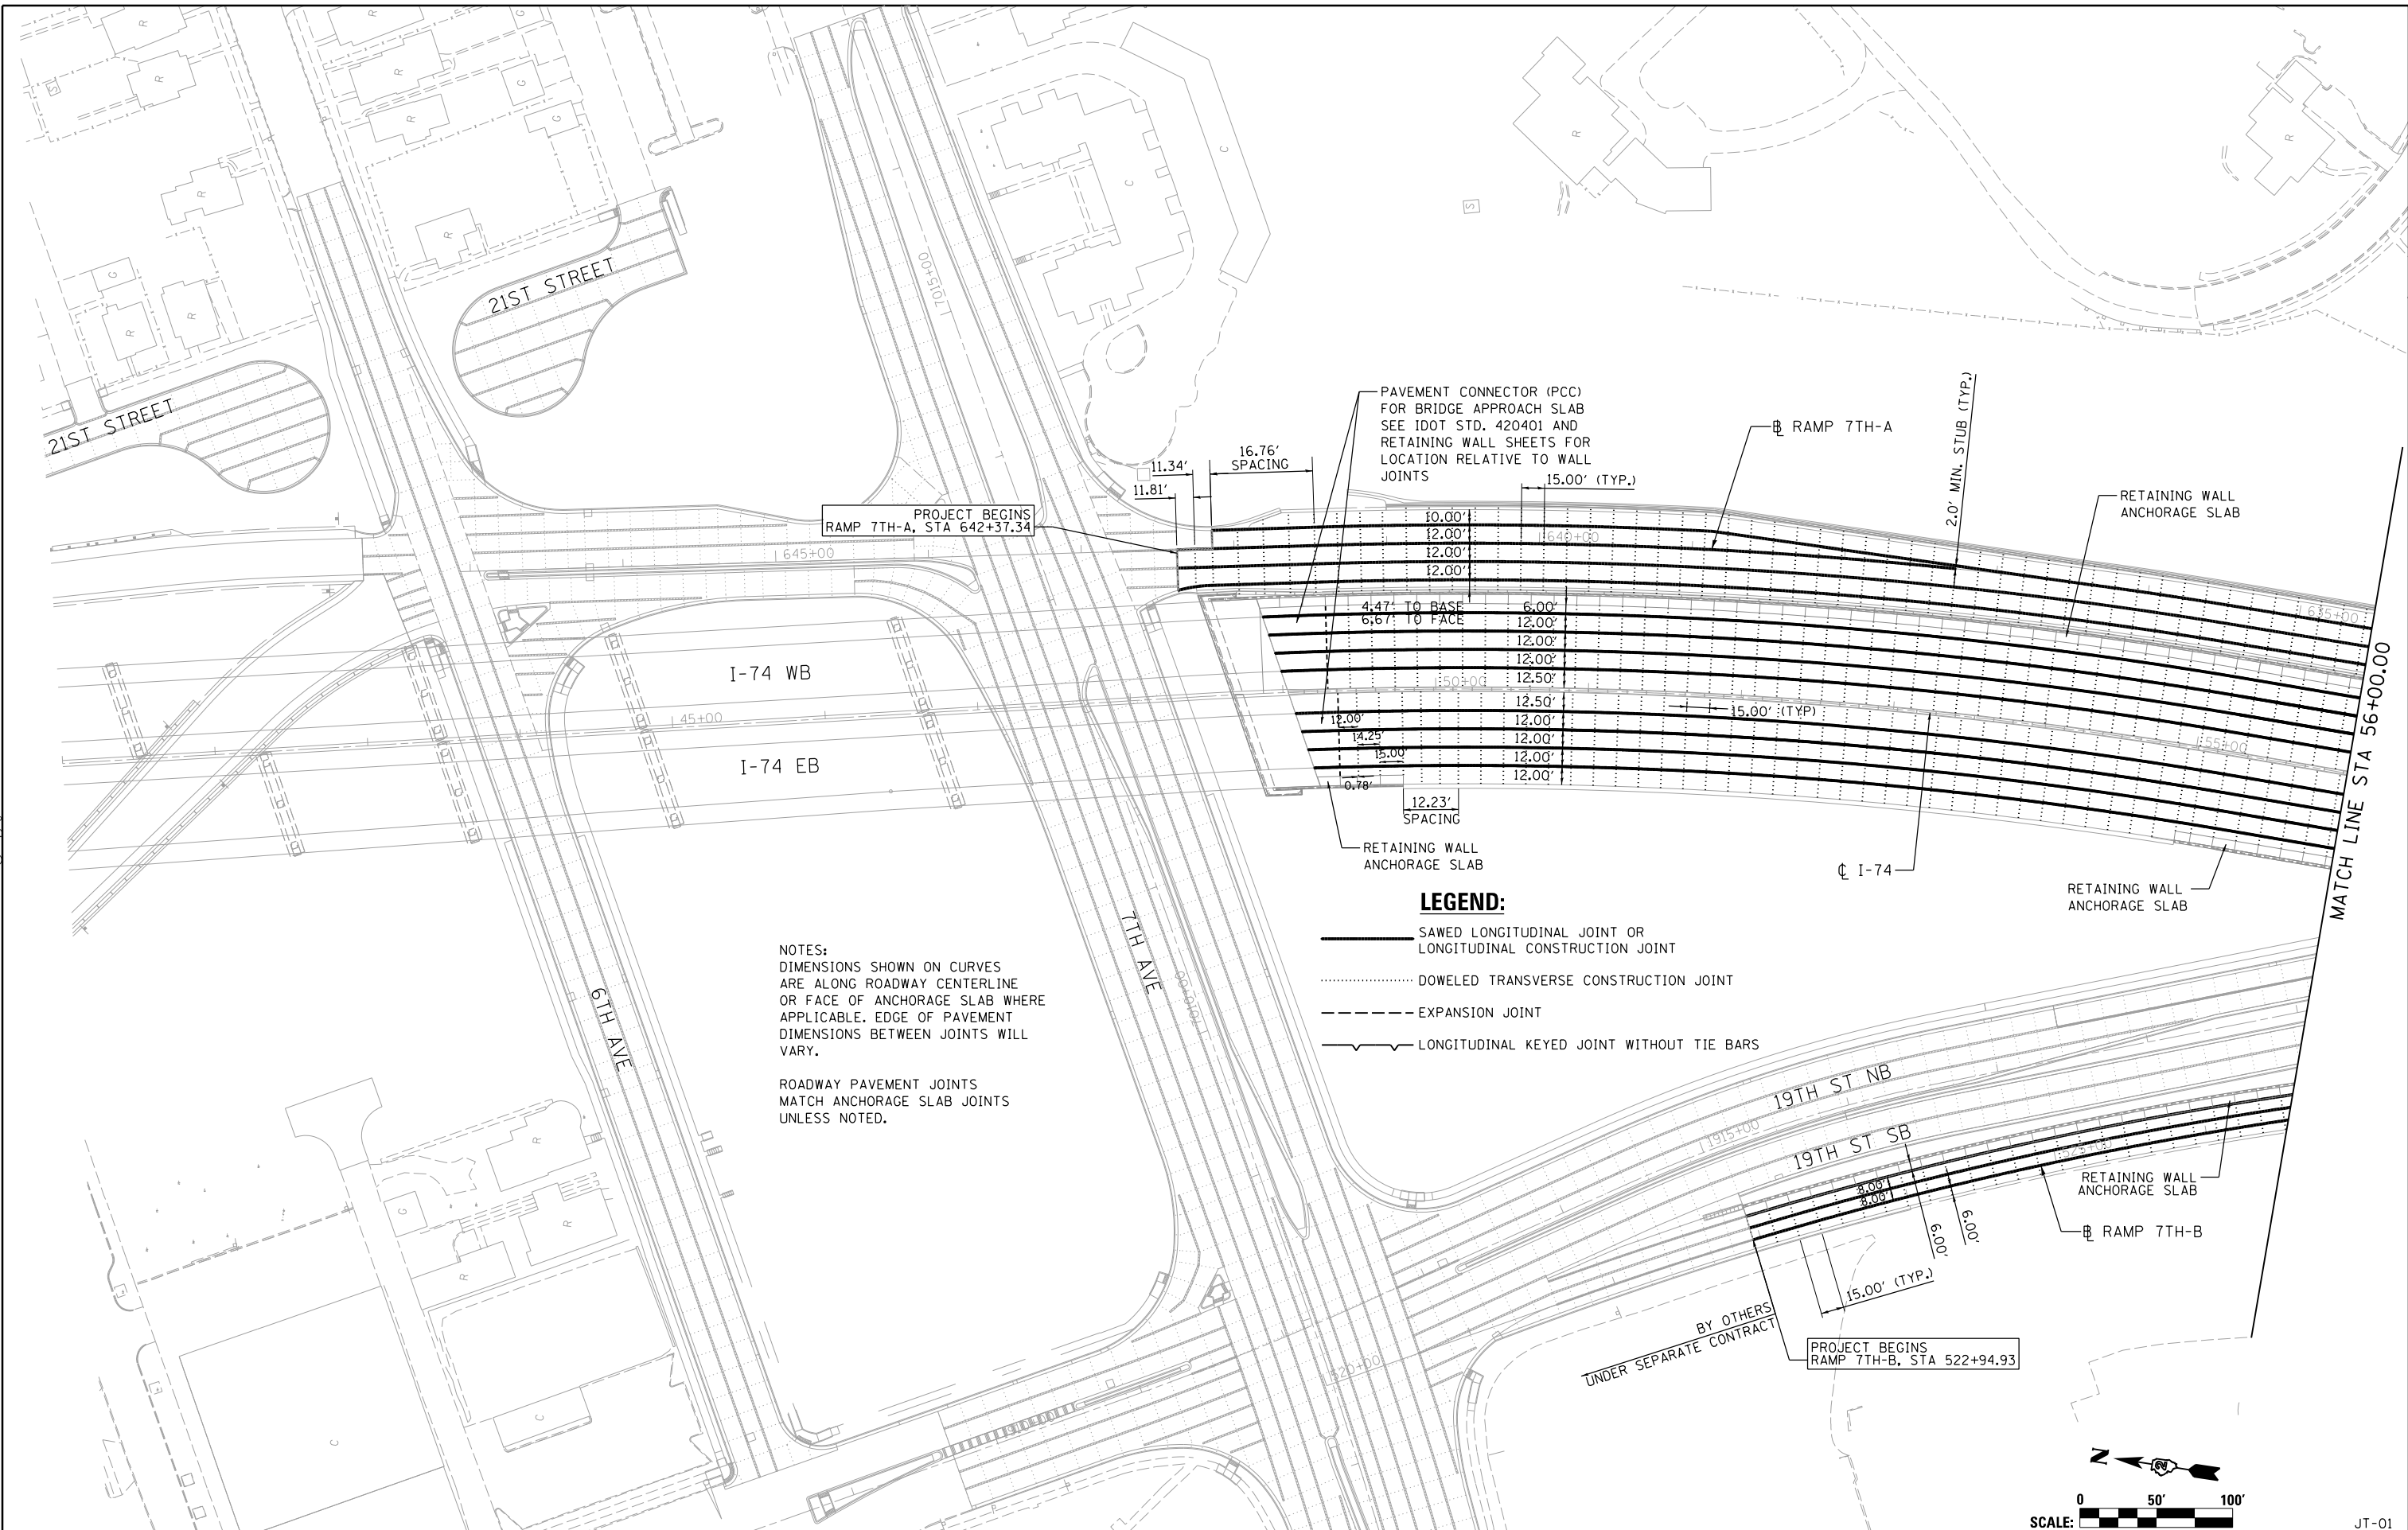 21ST STREET
21ST STREET
7015+00
PAVEMENT CONNECTOR (PCC)
FOR BRIDGE APPROACH SLAB
SEE IDOT STD. 420401 AND
RETAINING WALL SHEETS FOR
LOCATION RELATIVE TO WALL
JOINTS
℄ RAMP 7TH-A
2.0' MIN. STUB (TYP.)
16.76'
SPACING
11.34'
11.81'
15.00' (TYP.)
RETAINING WALL
ANCHORAGE SLAB
PROJECT BEGINS
RAMP 7TH-A, STA 642+37.34
645+00
640+00
635+00
10.00'
12.00'
12.00'
12.00'
4.47' TO BASE
6.67' TO FACE
6.00'
12.00'
12.00'
12.00'
12.50'
50+00
12.50'
12.00'
12.00'
12.00'
12.00'
15.00' (TYP)
12.00'
14.25'
15.00'
0.78'
12.23'
SPACING
I-74 WB
45+00
I-74 EB
55+00
MATCH LINE STA 56+00.00
RETAINING WALL
ANCHORAGE SLAB
℄ I-74
RETAINING WALL
ANCHORAGE SLAB
LEGEND:
SAWED LONGITUDINAL JOINT OR
LONGITUDINAL CONSTRUCTION JOINT
DOWELED TRANSVERSE CONSTRUCTION JOINT
EXPANSION JOINT
LONGITUDINAL KEYED JOINT WITHOUT TIE BARS
NOTES:
DIMENSIONS SHOWN ON CURVES
ARE ALONG ROADWAY CENTERLINE
OR FACE OF ANCHORAGE SLAB WHERE
APPLICABLE. EDGE OF PAVEMENT
DIMENSIONS BETWEEN JOINTS WILL
VARY.
ROADWAY PAVEMENT JOINTS
MATCH ANCHORAGE SLAB JOINTS
UNLESS NOTED.
6TH AVE
7TH AVE
7010+00
19TH ST NB
1915+00
19TH ST SB
525+00
8.00'
8.00'
6.00'
6.00'
RETAINING WALL
ANCHORAGE SLAB
RAMP 7TH-B
15.00' (TYP.)
BY OTHERS
UNDER SEPARATE CONTRACT
PROJECT BEGINS
RAMP 7TH-B, STA 522+94.93
520+00
N
0 50' 100'
SCALE:
JT-01